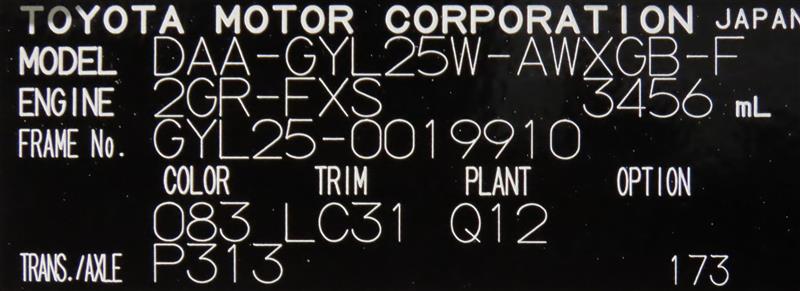 TOYOTA MOTOR CORPORATION JAPAN
MODEL DAA-GYL25W-AWXGB-F
ENGINE 2GR-FXS 3456 mL
FRAME No. GYL25-0019910
COLOR TRIM PLANT OPTION
083 LC31 Q12
TRANS./AXLE P313 173